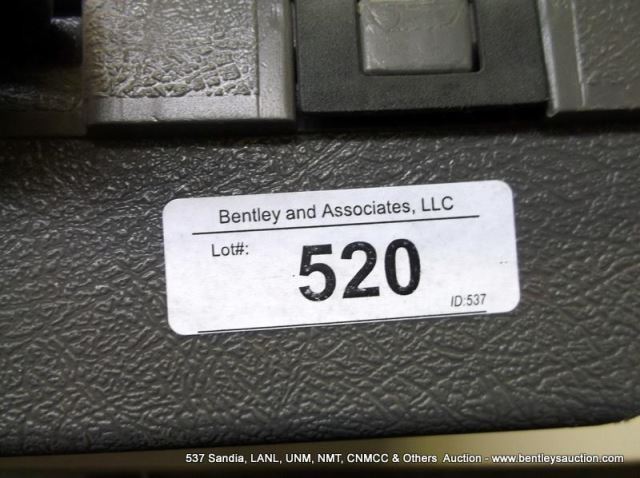 Bentley and Associates, LLC
Lot#:
520
ID:537
537 Sandia, LANL, UNM, NMT, CNMCC & Others  Auction - www.bentleysauction.com